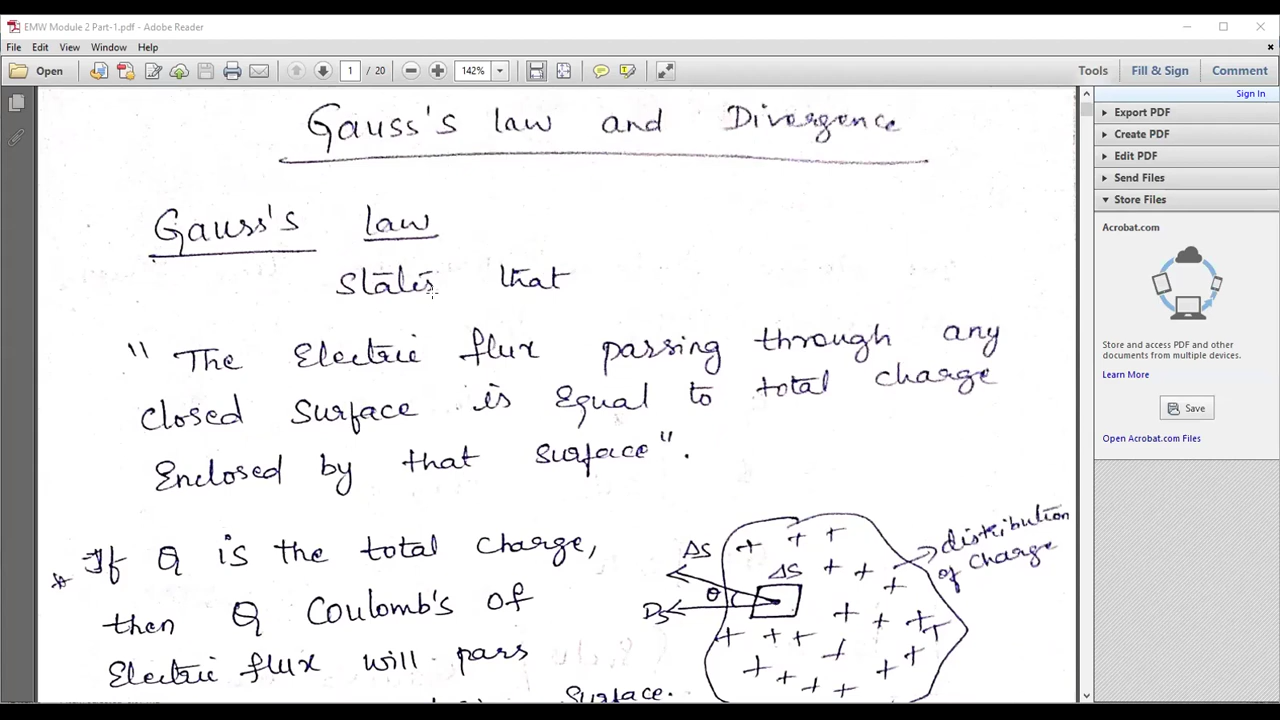 EMW Module 2 Part-1.pdf - Adobe Reader
File Edit View Window Help
Open 1 / 20 142% Tools Fill & Sign Comment
Sign In
Export PDF
Create PDF
Edit PDF
Send Files
Store Files
Acrobat.com
Store and access PDF and other
documents from multiple devices.
Learn More
Save
Open Acrobat.com Files
Gauss's law and Divergence
Gauss's law
States that
" The Electric flux passing through any
closed surface is Equal to total charge
Enclosed by that surface".
* If Q is the total charge,
then Q Coulomb's of
Electric flux will pass
surface.
ΔS
ΔS
θ
Ds
+ + + + + + + + + + + + + + + + + + + +
distribution
of charge